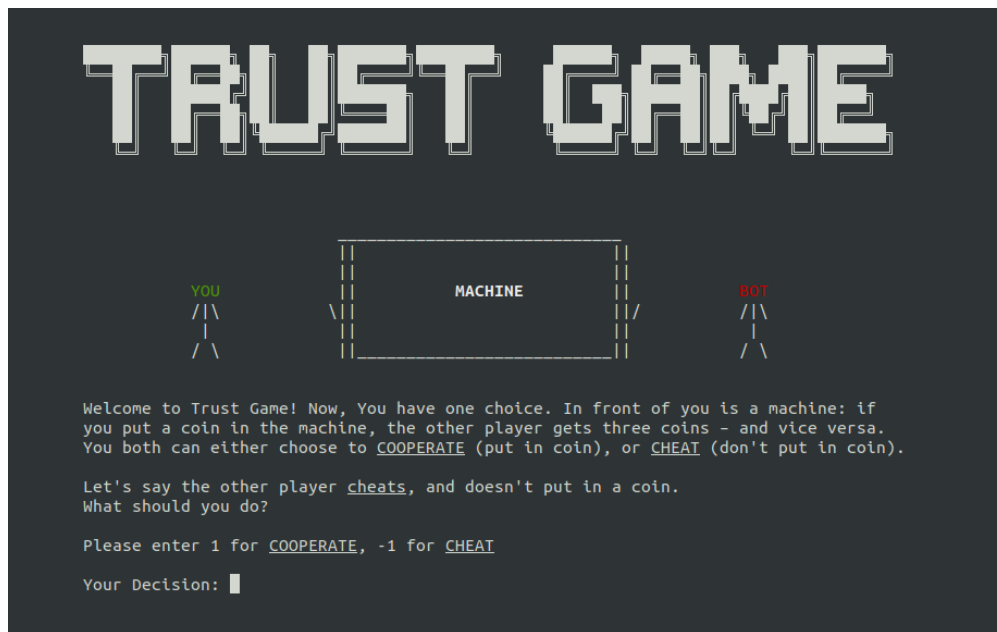 TRUST GAME
YOU
MACHINE
BOT
Welcome to Trust Game! Now, You have one choice. In front of you is a machine: if
you put a coin in the machine, the other player gets three coins – and vice versa.
You both can either choose to COOPERATE (put in coin), or CHEAT (don't put in coin).
Let's say the other player cheats, and doesn't put in a coin.
What should you do?
Please enter 1 for COOPERATE, -1 for CHEAT
Your Decision: